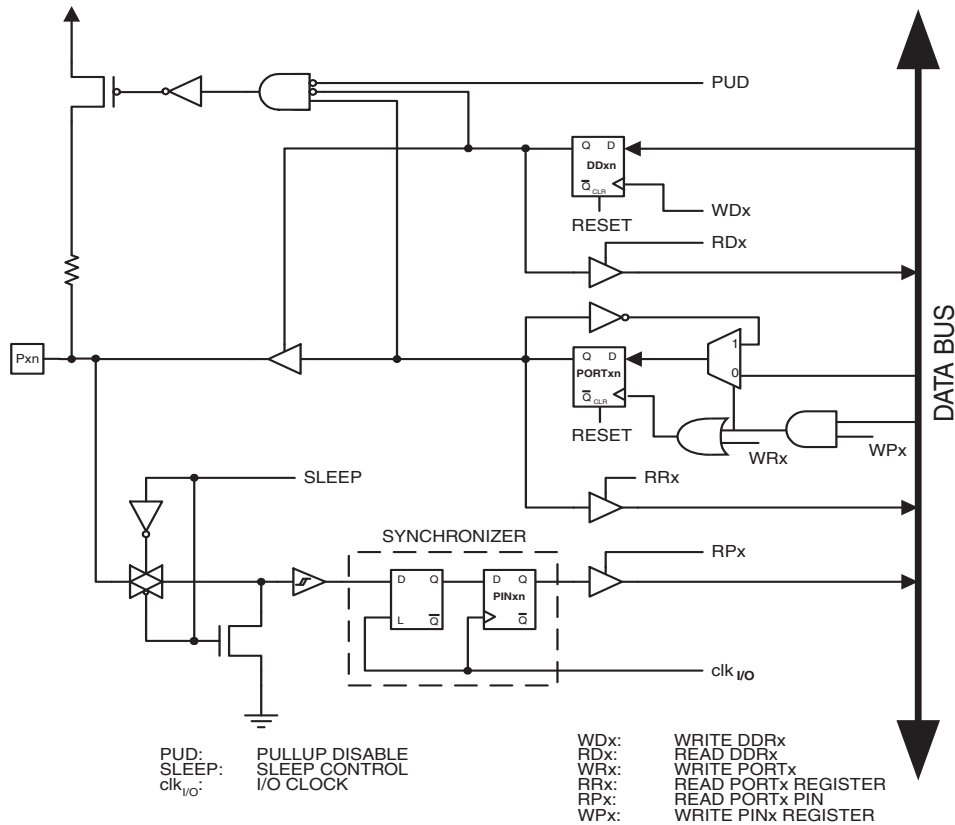 PUD
Q D
DDxn
Q CLR
WDx
RESET
RDx
Pxn
1
Q D
PORTxn
0
Q CLR
RESET
WRx
WPx
DATA BUS
SLEEP
RRx
SYNCHRONIZER
RPx
D Q
D Q
PINxn
L Q
Q
clk I/O
PUD: PULLUP DISABLE
SLEEP: SLEEP CONTROL
clkI/O: I/O CLOCK
WDx: WRITE DDRx
RDx: READ DDRx
WRx: WRITE PORTx
RRx: READ PORTx REGISTER
RPx: READ PORTx PIN
WPx: WRITE PINx REGISTER